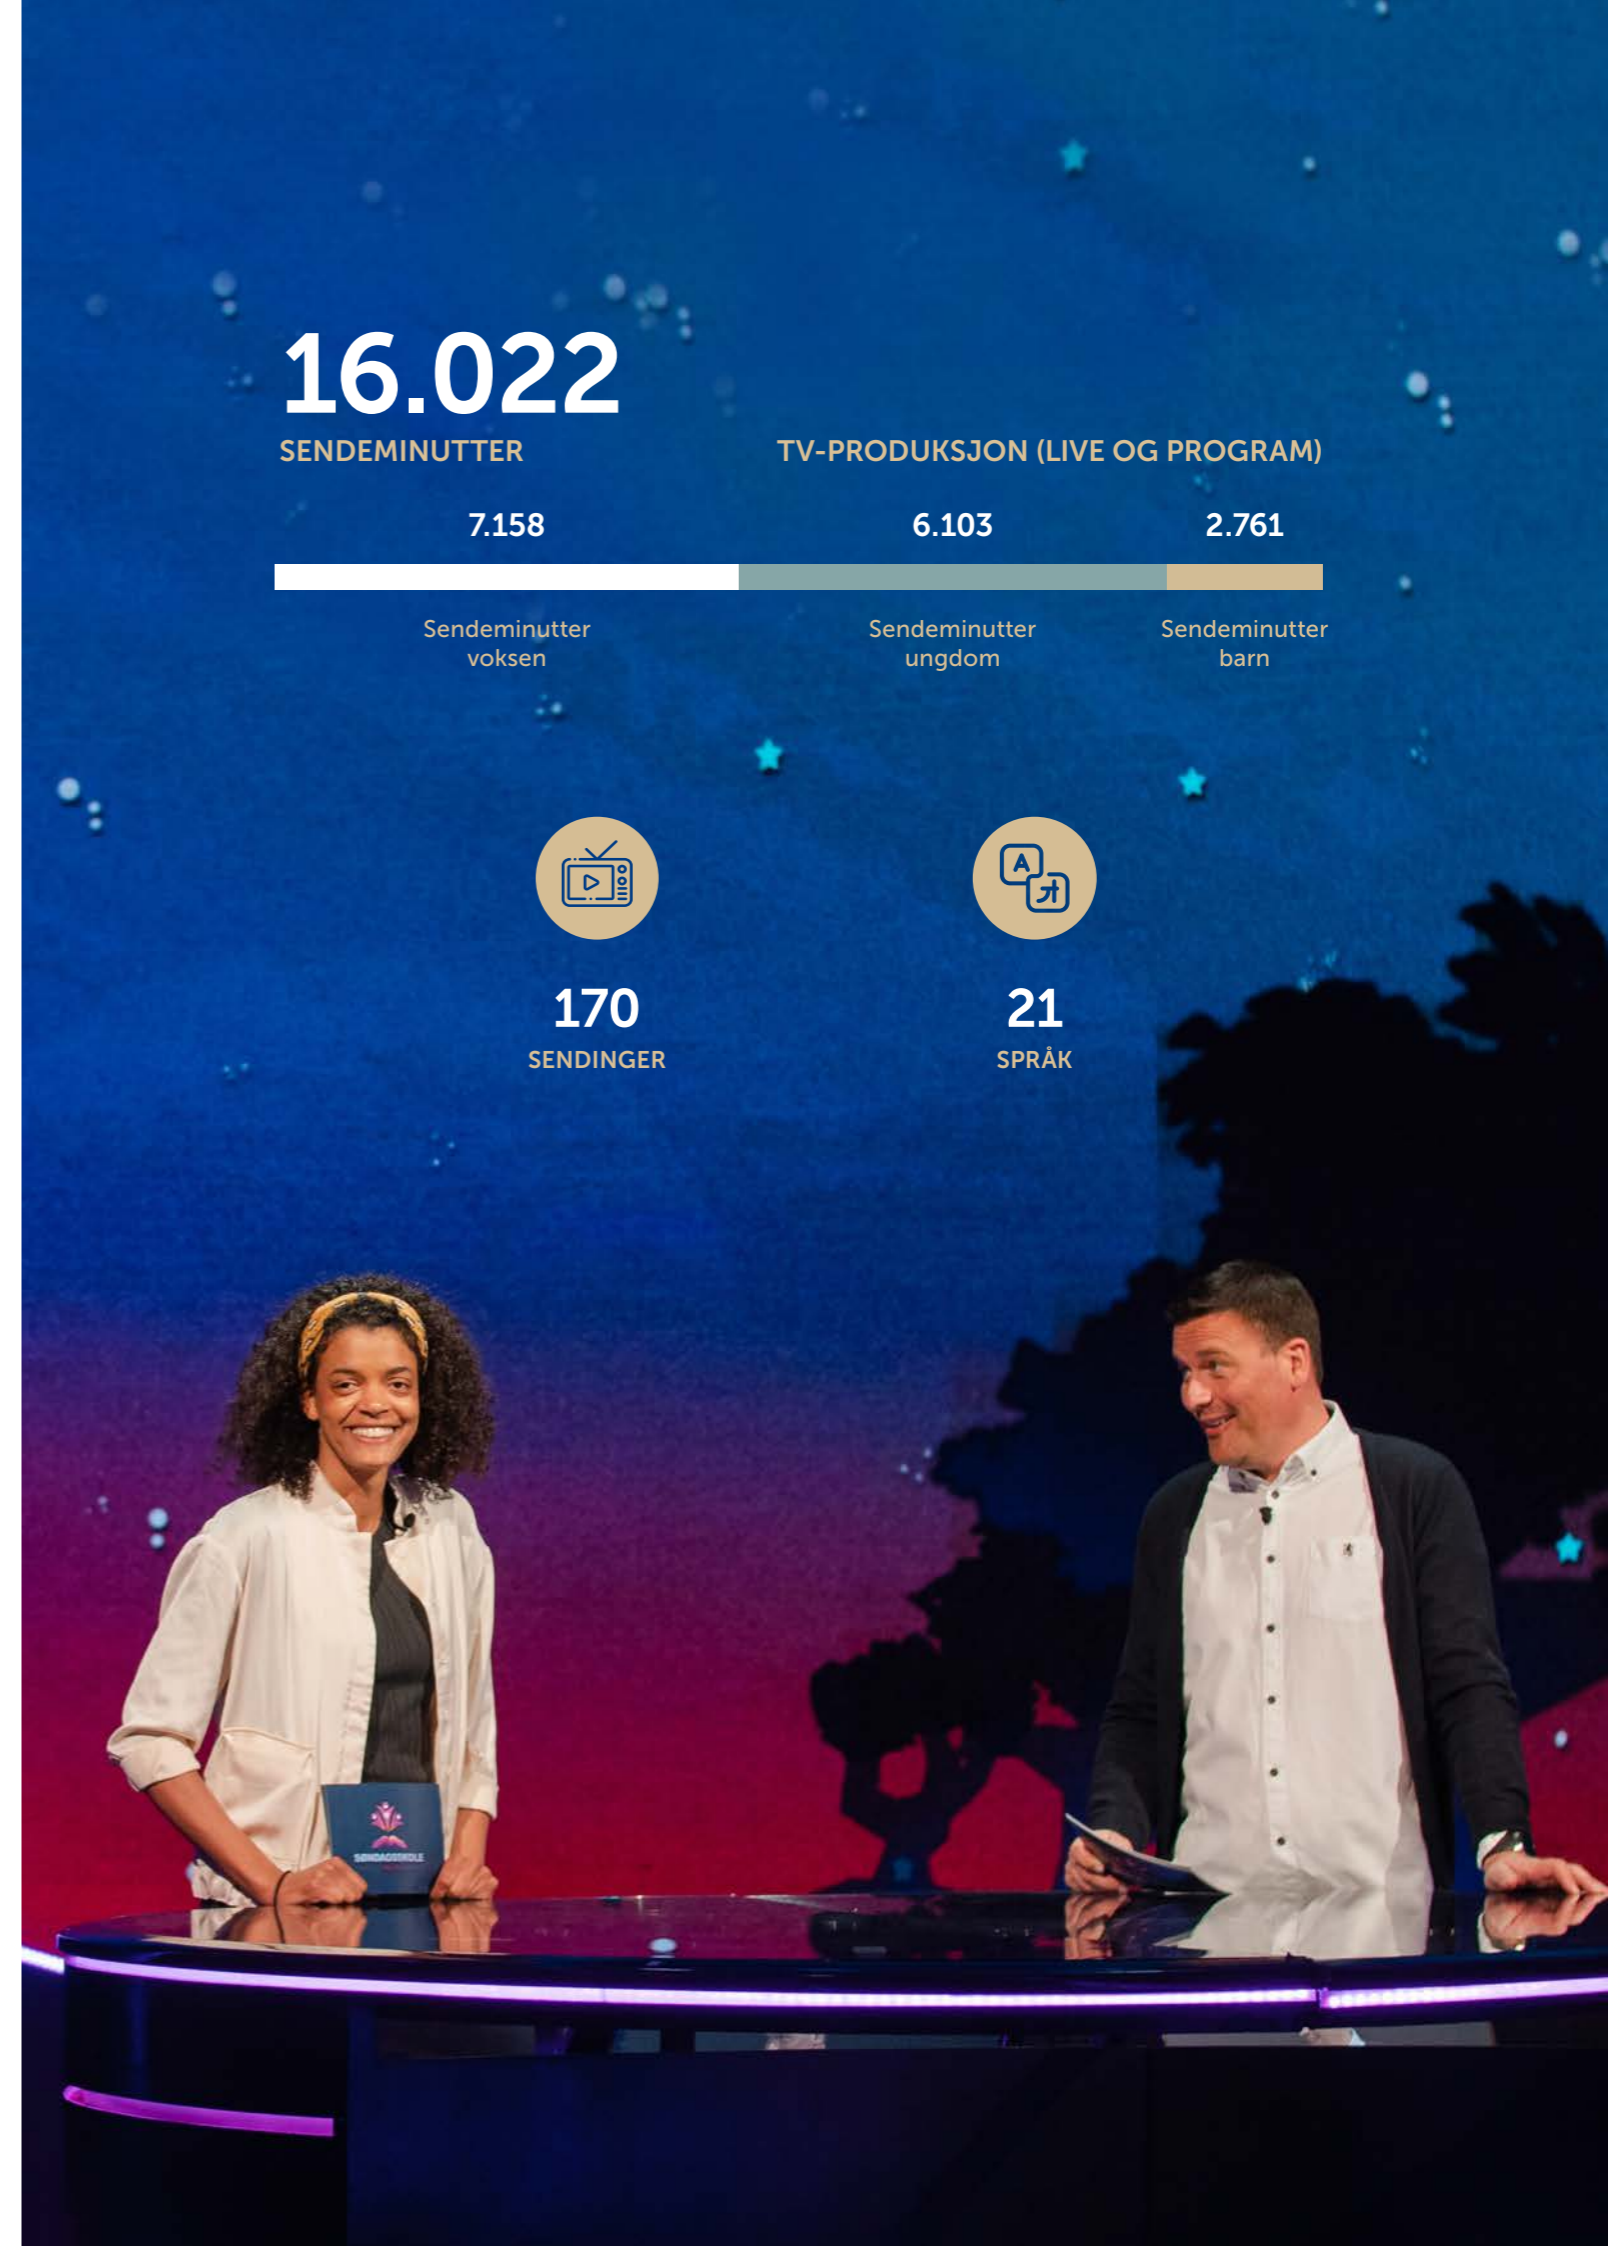 16.022
SENDEMINUTTER
TV-PRODUKSJON (LIVE OG PROGRAM)
7.158
6.103
2.761
Sendeminutter
voksen
Sendeminutter
ungdom
Sendeminutter
barn
170
SENDINGER
21
SPRÅK
SØNDAGSSKOLE